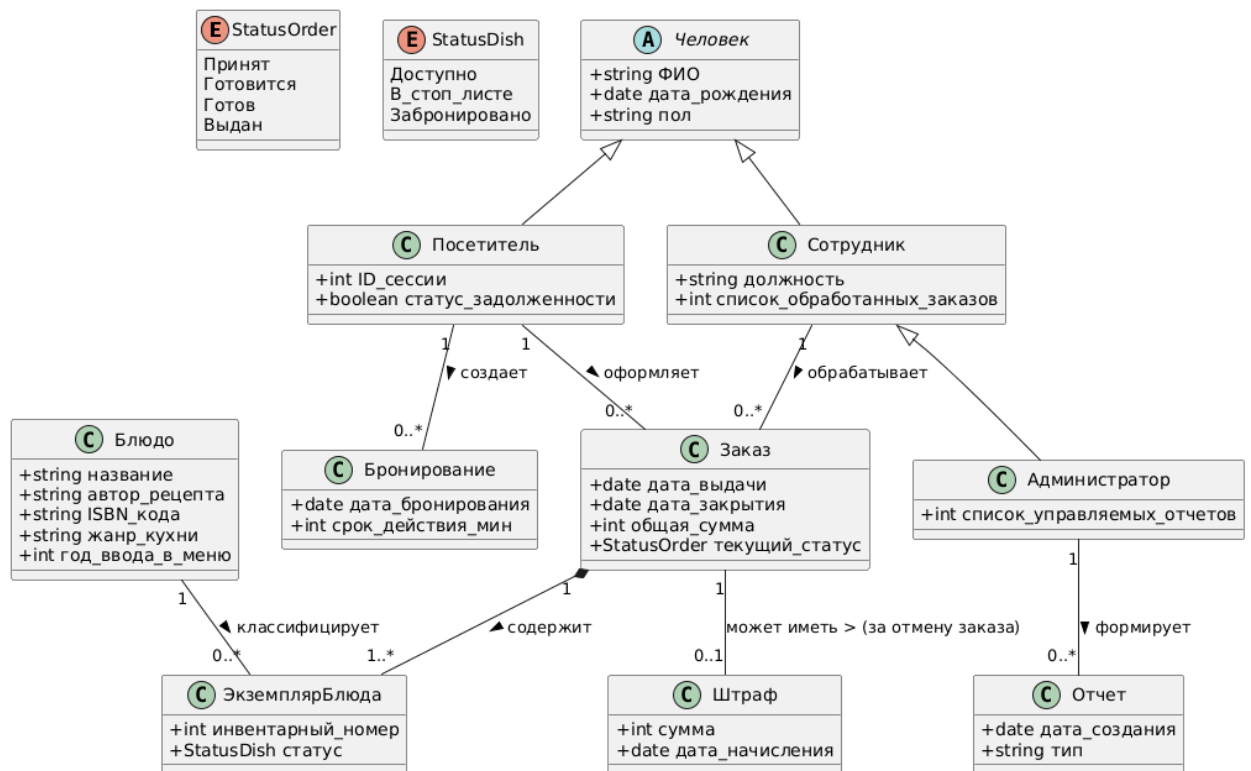 E StatusOrder
Принят
Готовится
Готов
Выдан
E StatusDish
Доступно
В_стоп_листе
Забронировано
A Человек
+string ФИО
+date дата_рождения
+string пол
C Посетитель
+int ID_сессии
+boolean статус_задолженности
C Сотрудник
+string должность
+int список_обработанных_заказов
1
создает
0..*
1
оформляет
0..*
1
обрабатывает
0..*
C Блюдо
+string название
+string автор_рецепта
+string ISBN_кода
+string жанр_кухни
+int год_ввода_в_меню
C Бронирование
+date дата_бронирования
+int срок_действия_мин
C Заказ
+date дата_выдачи
+date дата_закрытия
+int общая_сумма
+StatusOrder текущий_статус
C Администратор
+int список_управляемых_отчетов
1
классифицирует
0..*
1
содержит
1..*
1
может иметь > (за отмену заказа)
0..1
1
формирует
0..*
C ЭкземплярБлюда
+int инвентарный_номер
+StatusDish статус
C Штраф
+int сумма
+date дата_начисления
C Отчет
+date дата_создания
+string тип